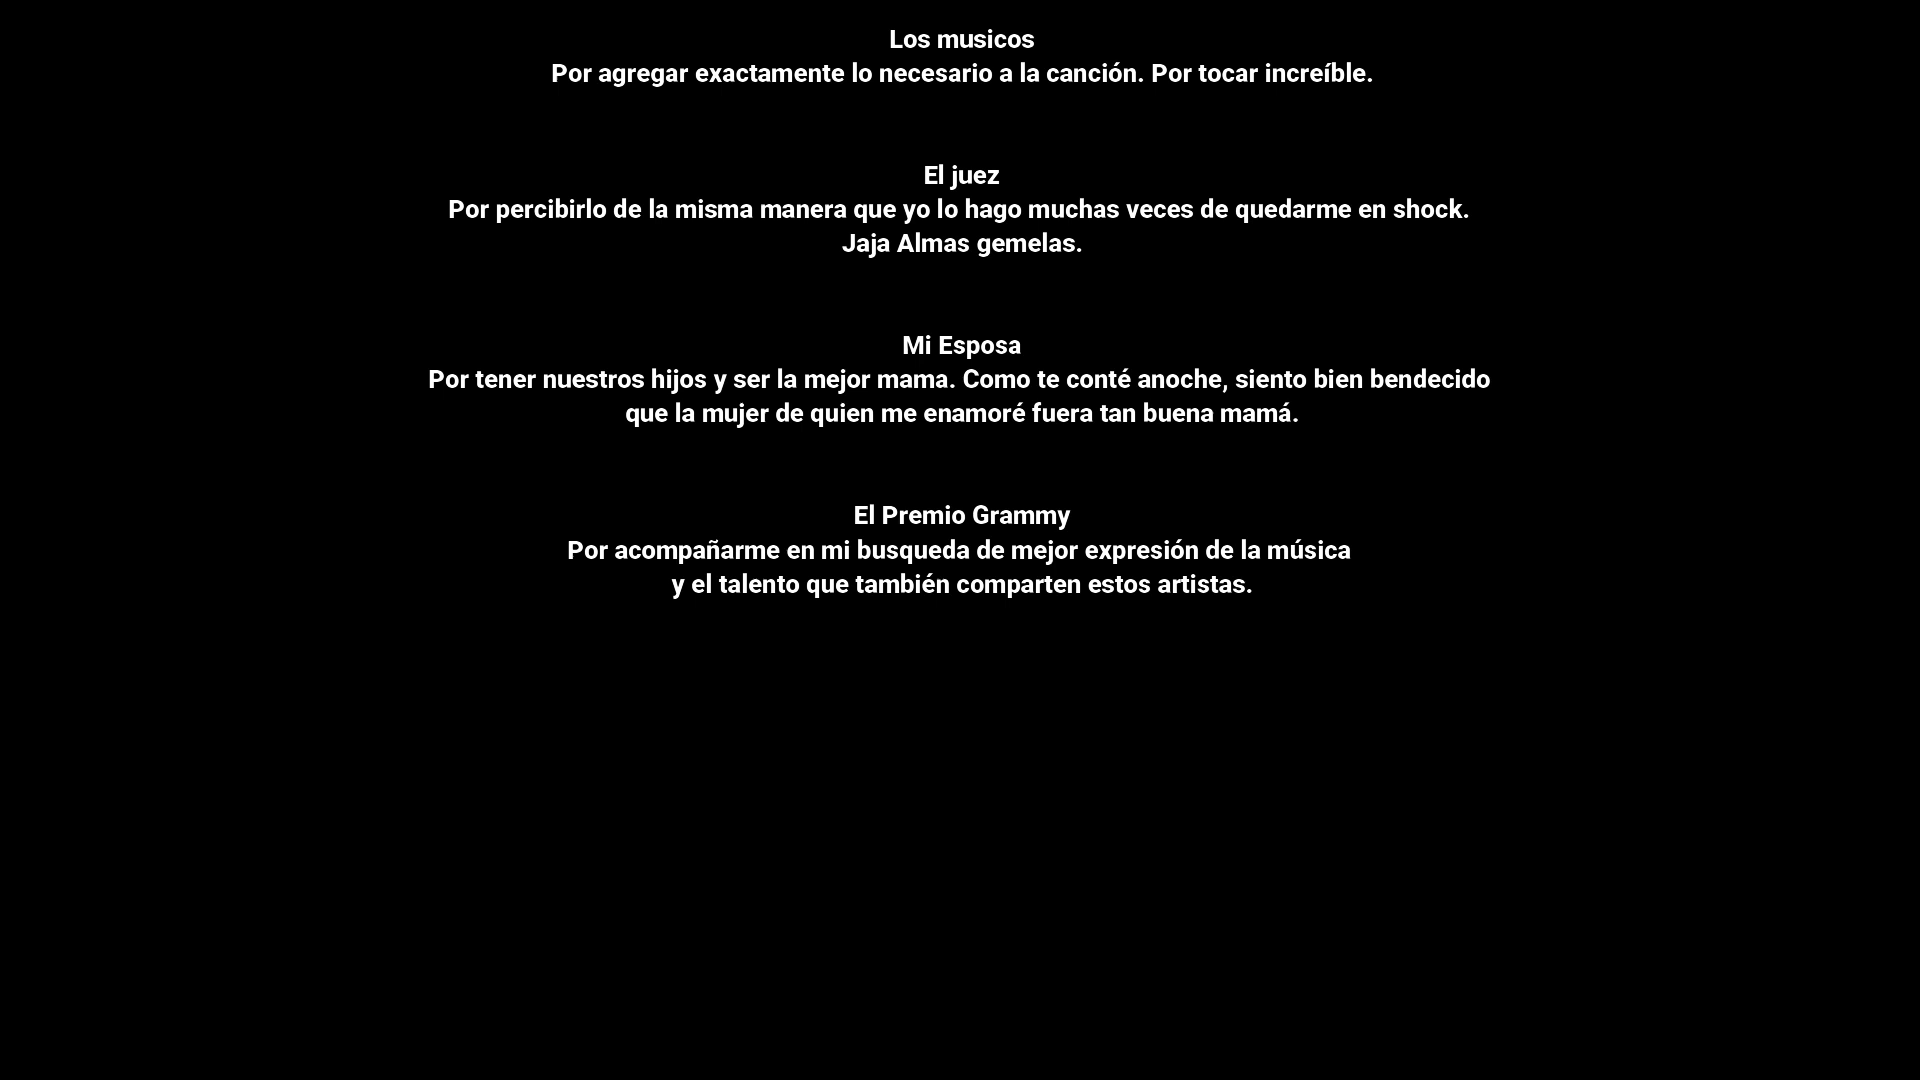 Los musicos
Por agregar exactamente lo necesario a la canción. Por tocar increíble.
El juez
Por percibirlo de la misma manera que yo lo hago muchas veces de quedarme en shock.
Jaja Almas gemelas.
Mi Esposa
Por tener nuestros hijos y ser la mejor mama. Como te conté anoche, siento bien bendecido
que la mujer de quien me enamoré fuera tan buena mamá.
El Premio Grammy
Por acompañarme en mi busqueda de mejor expresión de la música
y el talento que también comparten estos artistas.